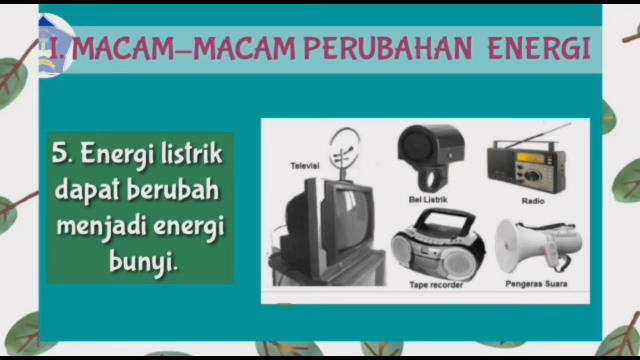 I. MACAM–MACAM PERUBAHAN ENERGI
5. Energi listrik
dapat berubah
menjadi energi
bunyi.
Televisi
Bel Listrik
Radio
Tape recorder
Pengeras Suara